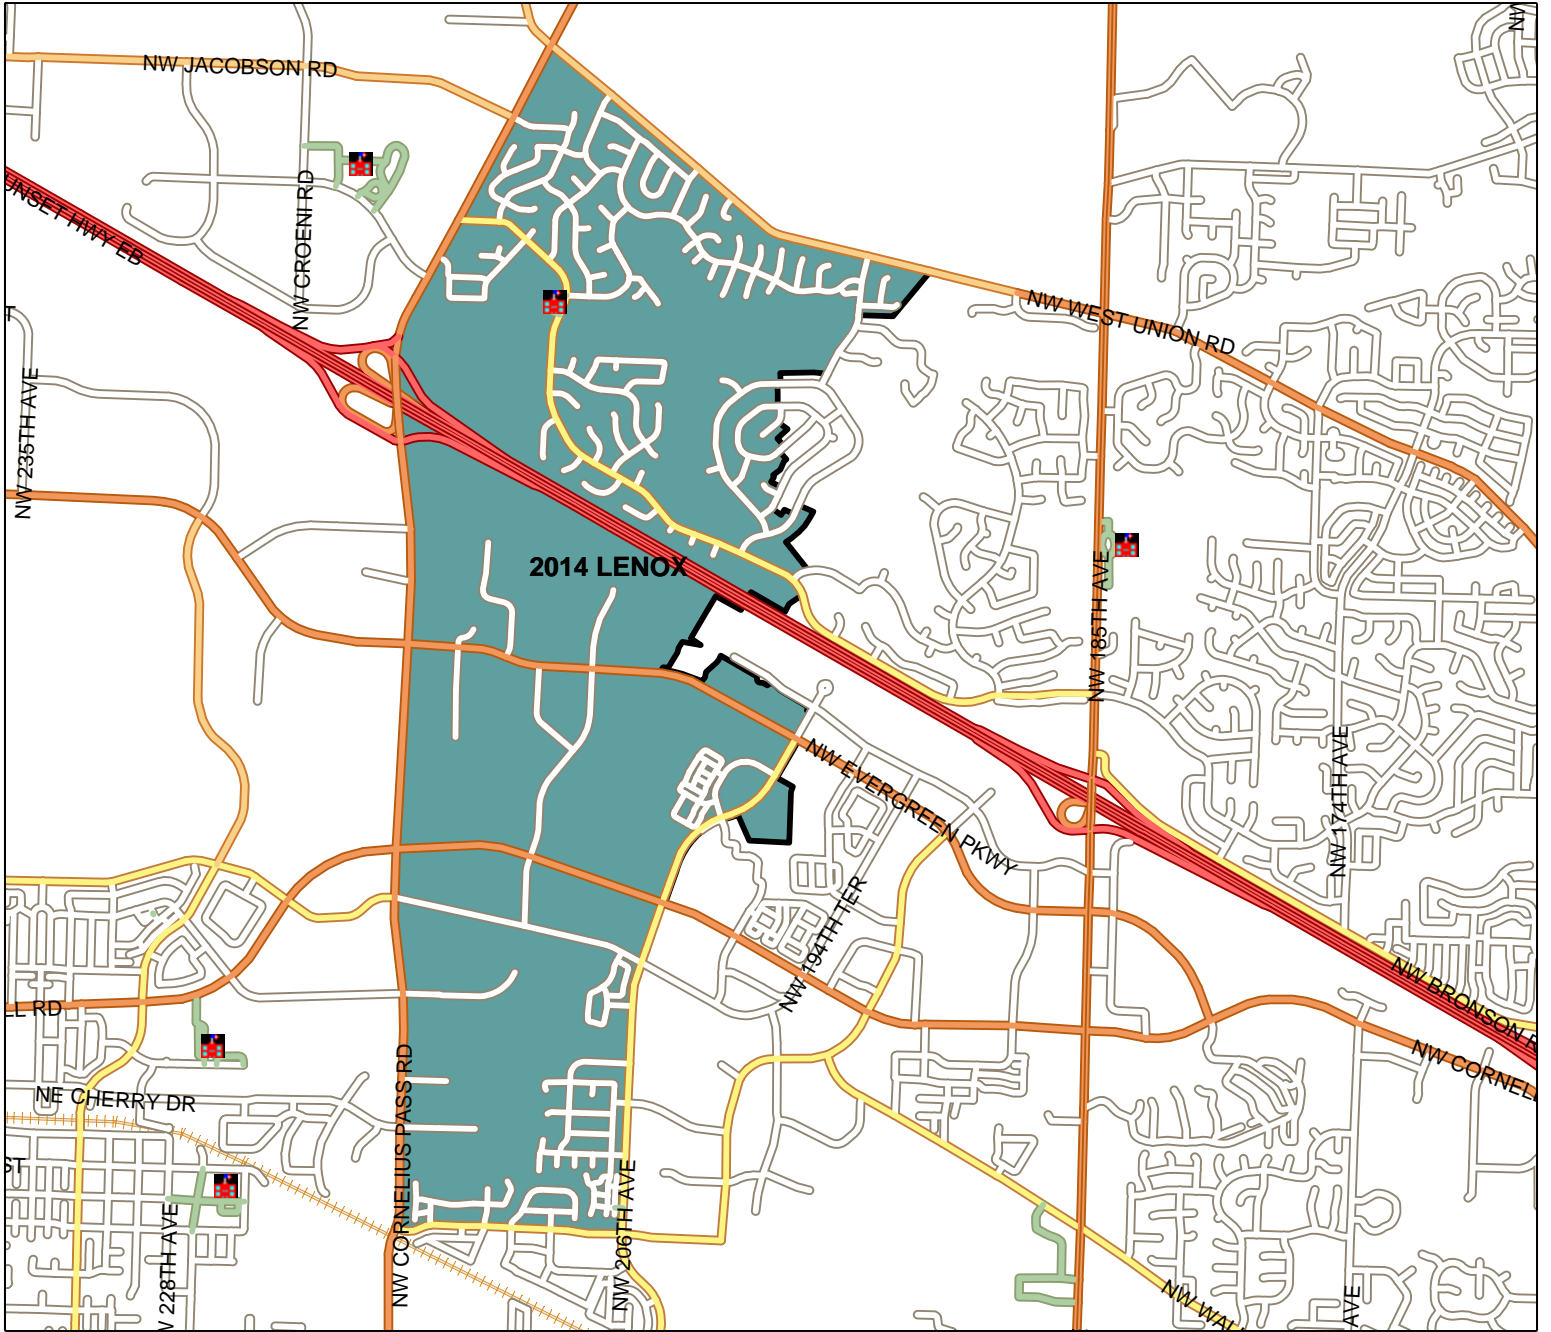 NW
NW JACOBSON RD
UNSET HWY EB
NW CROENI RD
NW WEST UNION RD
T
NW 235TH AVE
2014 LENOX
NW 185TH AVE
NW EVERGREEN PKWY
NW 174TH AVE
NW 194TH TER
NW BRONSON R
LL RD
NW CORNEL
NE CHERRY DR
NW CORNELIUS PASS RD
ST
NW 206TH AVE
W 228TH AVE
NW WAL
AVE